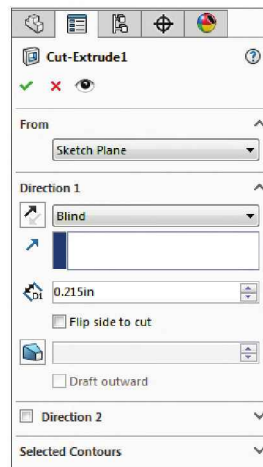 Cut-Extrude1
From
Sketch Plane
Direction 1
Blind
D1 0.215in
Flip side to cut
Draft outward
Direction 2
Selected Contours